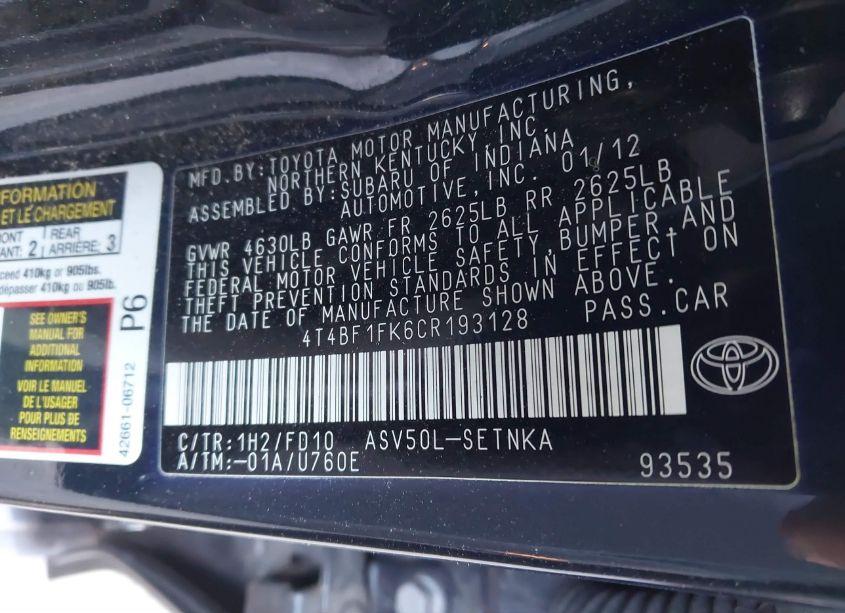 MFD.BY:TOYOTA MOTOR MANUFACTURING,
NORTHERN KENTUCKY, INC.
ASSEMBLED BY:SUBARU OF INDIANA
AUTOMOTIVE, INC. 01/12
GVWR 4630LB GAWR FR 2625LB RR 2625LB
THIS VEHICLE CONFORMS TO ALL APPLICABLE
FEDERAL MOTOR VEHICLE SAFETY, BUMPER, AND
THEFT PREVENTION STANDARDS IN EFFECT ON
THE DATE OF MANUFACTURE SHOWN ABOVE.
4T4BF1FK6CR193128 PASS.CAR
C/TR:1H2/FD10 ASV50L-SETNKA
A/TM:-01A/U760E
93535
FORMATION
ET LE CHARGEMENT
ONT
ANT: 2
REAR
ARRIÈRE: 3
ceed 410kg or 905lbs.
dépasser 410kg ou 905lb.
SEE OWNER'S
MANUAL FOR
ADDITIONAL
INFORMATION
VOIR LE MANUEL
DE L'USAGER
POUR PLUS DE
RENSEIGNEMENTS
P6
42661-06712